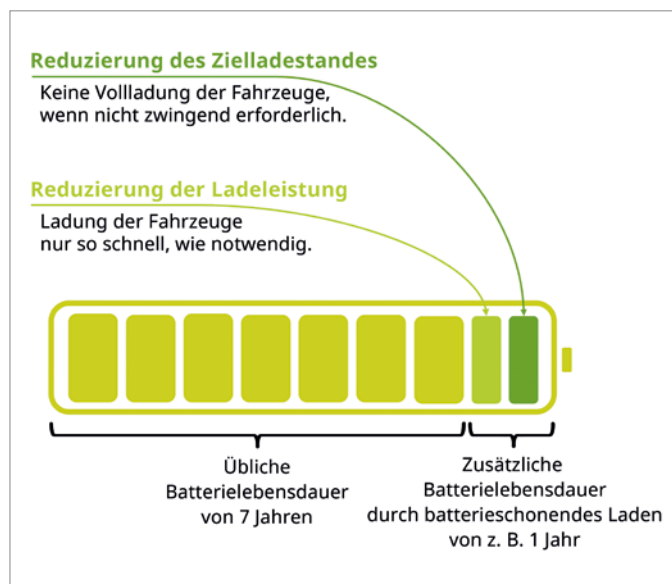 Reduzierung des Zielladestandes
Keine Vollladung der Fahrzeuge,
wenn nicht zwingend erforderlich.
Reduzierung der Ladeleistung
Ladung der Fahrzeuge
nur so schnell, wie notwendig.
Übliche
Batterielebensdauer
von 7 Jahren
Zusätzliche
Batterielebensdauer
durch batterieschonendes Laden
von z. B. 1 Jahr